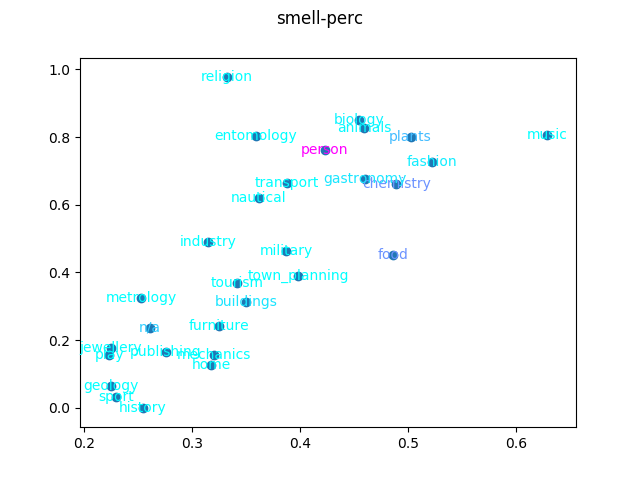 smell-perc
1.0
religion
biology
animals
0.8
entomology
plants
music
person
fashion
transport
gastronomy
chemistry
nautical
0.6
industry
military
food
0.4
town_planning
tourism
metrology
buildings
furniture
n/a
0.2
jewellery
play
publishing
mechanics
home
geology
sport
history
0.0
0.2
0.3
0.4
0.5
0.6